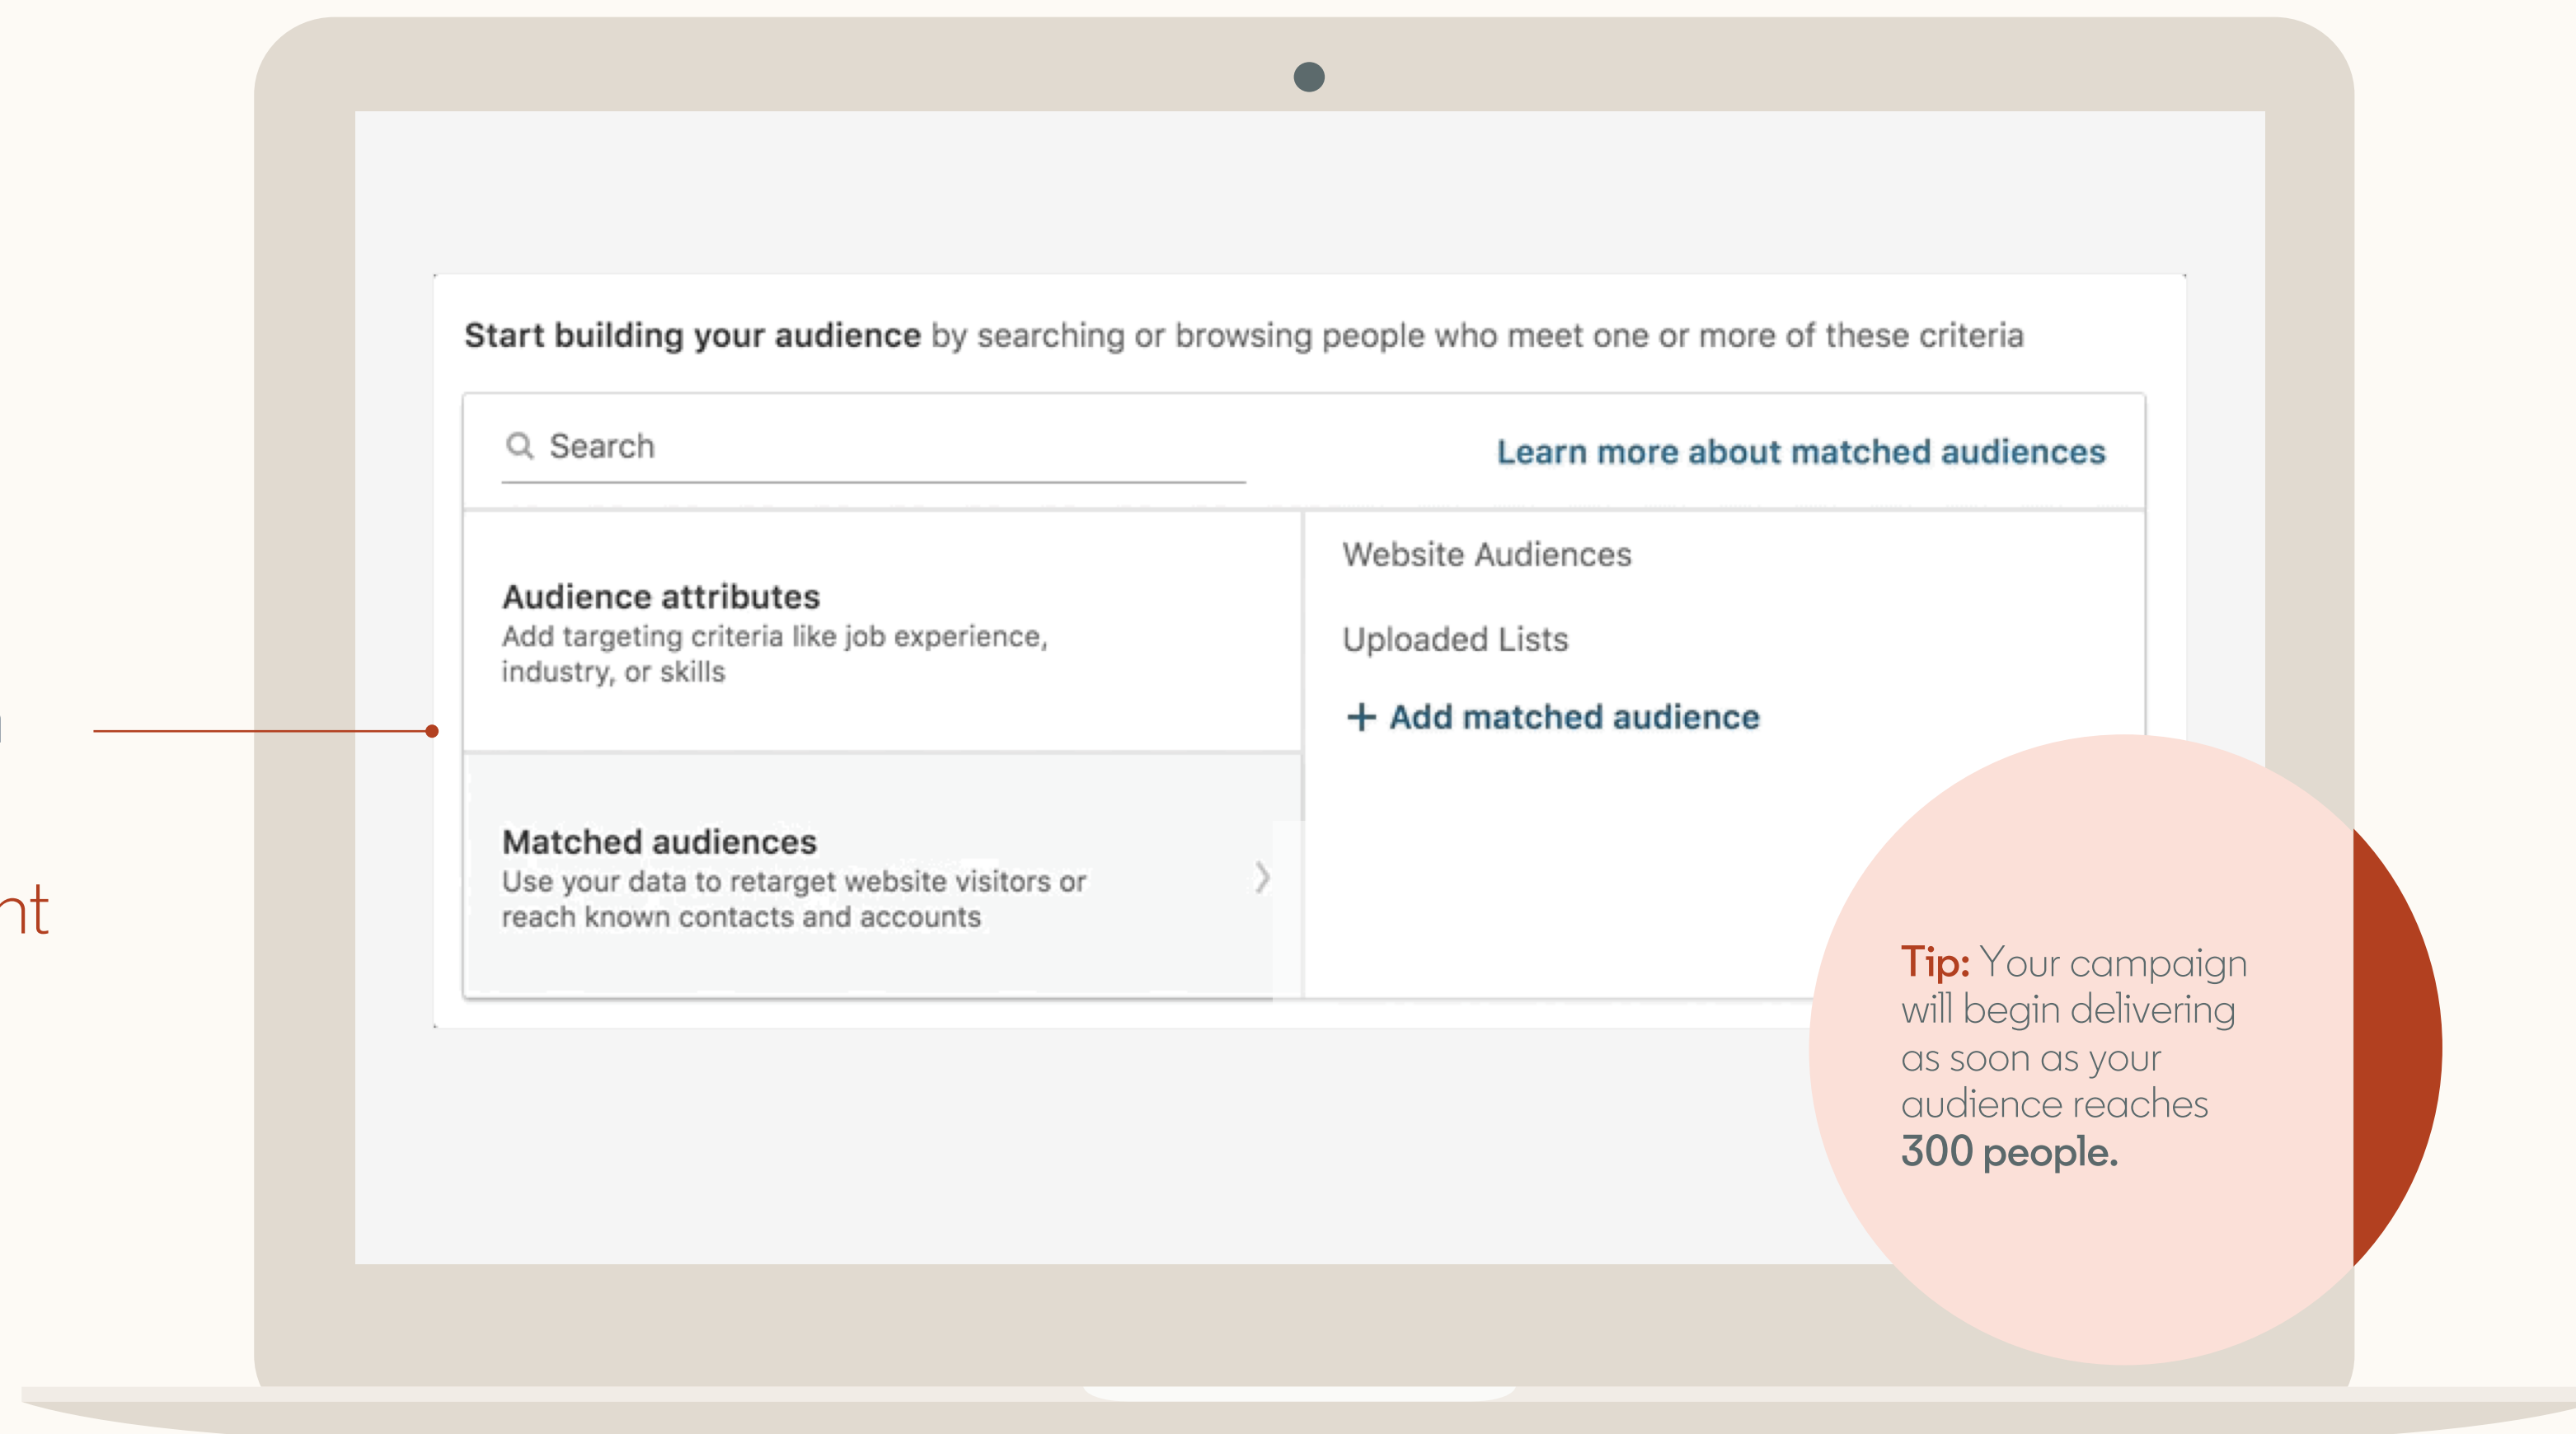 Start building your audience by searching or browsing people who meet one or more of these criteria
Search
Learn more about matched audiences
Audience attributes
Add targeting criteria like job experience,
industry, or skills
Matched audiences
Use your data to retarget website visitors or
reach known contacts and accounts
Website Audiences
Uploaded Lists
+ Add matched audience
nt
Tip: Your campaign
will begin delivering
as soon as your
audience reaches
300 people.